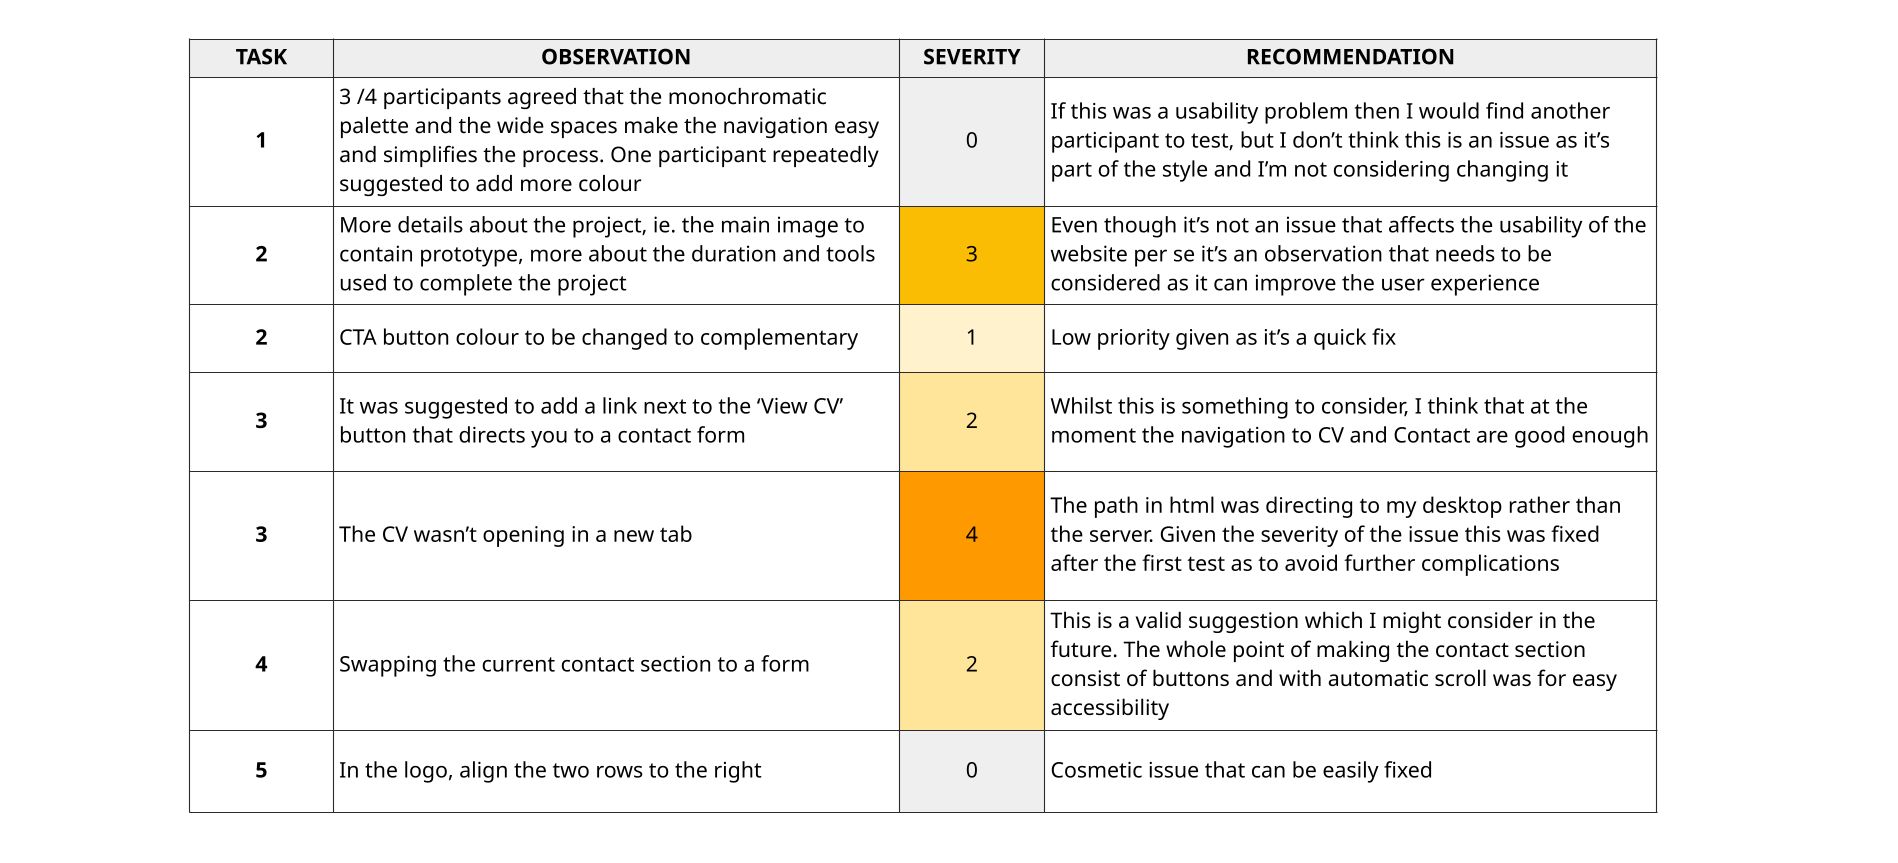 TASK OBSERVATION SEVERITY RECOMMENDATION
1
3 /4 participants agreed that the monochromatic
palette and the wide spaces make the navigation easy
and simplifies the process. One participant repeatedly
suggested to add more colour
0
If this was a usability problem then I would find another
participant to test, but I don’t think this is an issue as it’s
part of the style and I’m not considering changing it
2
More details about the project, ie. the main image to
contain prototype, more about the duration and tools
used to complete the project
3
Even though it’s not an issue that affects the usability of the
website per se it’s an observation that needs to be
considered as it can improve the user experience
2
CTA button colour to be changed to complementary
1
Low priority given as it’s a quick fix
3
It was suggested to add a link next to the ‘View CV’
button that directs you to a contact form
2
Whilst this is something to consider, I think that at the
moment the navigation to CV and Contact are good enough
3
The CV wasn’t opening in a new tab
4
The path in html was directing to my desktop rather than
the server. Given the severity of the issue this was fixed
after the first test as to avoid further complications
4
Swapping the current contact section to a form
2
This is a valid suggestion which I might consider in the
future. The whole point of making the contact section
consist of buttons and with automatic scroll was for easy
accessibility
5
In the logo, align the two rows to the right
0
Cosmetic issue that can be easily fixed